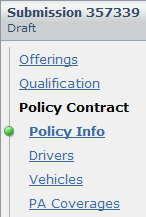 Submission 357339
Draft
Offerings
Qualification
Policy Contract
Policy Info
Drivers
Vehicles
PA Coverages